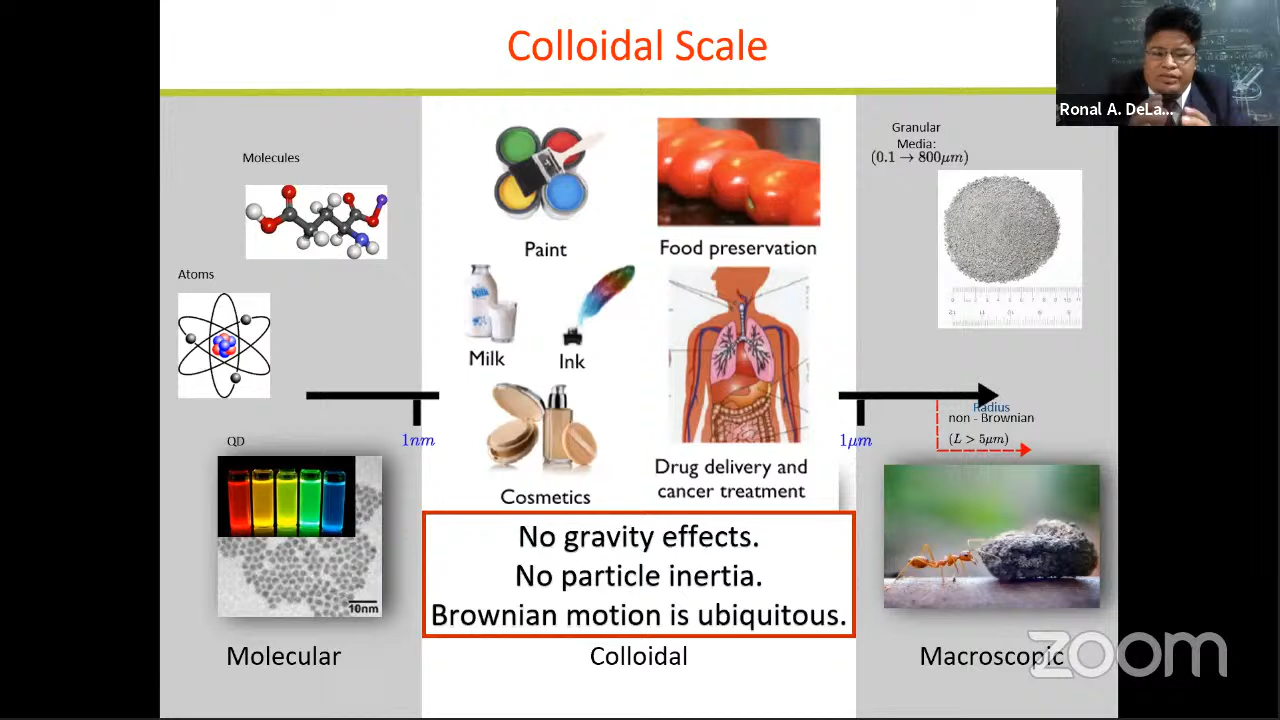 Colloidal Scale
Ronal A. DeLa...
Molecules
Atoms
QD
10nm
Molecular
1nm
Paint
Food preservation
Milk
Milk
Ink
Cosmetics
Drug delivery and
cancer treatment
No gravity effects.
No particle inertia.
Brownian motion is ubiquitous.
Colloidal
1μm
Granular
Media:
(0.1 → 800μm)
Radius
non - Brownian
(L > 5μm)
Macroscopic
zoom